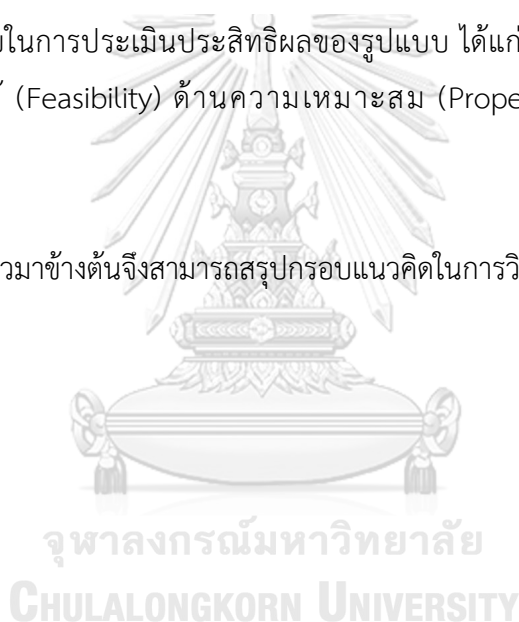 ในการประเมินประสิทธิผลของรูปแบบ ได้แก่
(Feasibility) ด้านความเหมาะสม (Prope
วมาข้างต้นจึงสามารถสรุปกรอบแนวคิดในการวิ
จุฬาลงกรณ์มหาวิทยาลัย
CHULALONGKORN UNIVERSITY